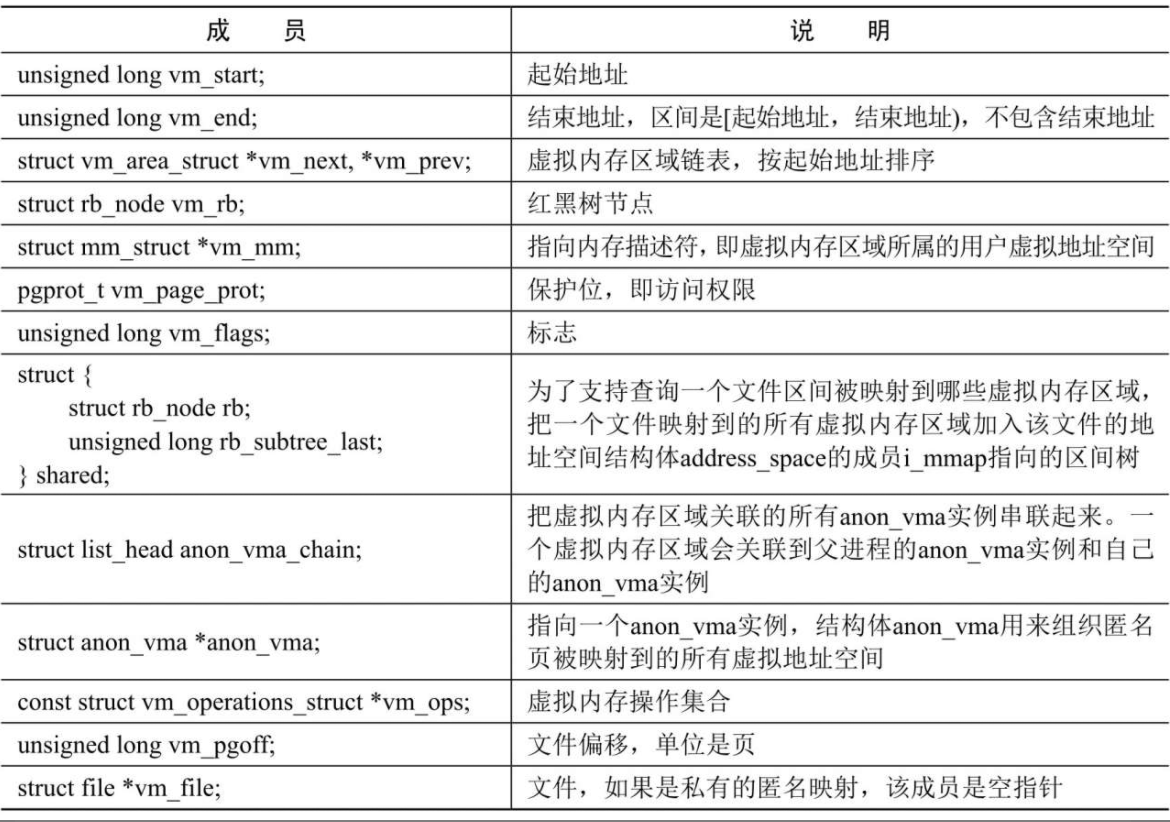 成 员 说 明
unsigned long vm_start; 起始地址
unsigned long vm_end; 结束地址，区间是[起始地址，结束地址)，不包含结束地址
struct vm_area_struct *vm_next, *vm_prev; 虚拟内存区域链表，按起始地址排序
struct rb_node vm_rb; 红黑树节点
struct mm_struct *vm_mm; 指向内存描述符，即虚拟内存区域所属的用户虚拟地址空间
pgprot_t vm_page_prot; 保护位，即访问权限
unsigned long vm_flags; 标志
struct {
struct rb_node rb;
unsigned long rb_subtree_last;
} shared;
为了支持查询一个文件区间被映射到哪些虚拟内存区域，
把一个文件映射到的所有虚拟内存区域加入该文件的地
址空间结构体address_space的成员i_mmap指向的区间树
struct list_head anon_vma_chain;
把虚拟内存区域关联的所有anon_vma实例串联起来。一
个虚拟内存区域会关联到父进程的anon_vma实例和自己
的anon_vma实例
struct anon_vma *anon_vma;
指向一个anon_vma实例，结构体anon_vma用来组织匿名
页被映射到的所有虚拟地址空间
const struct vm_operations_struct *vm_ops; 虚拟内存操作集合
unsigned long vm_pgoff; 文件偏移，单位是页
struct file *vm_file; 文件，如果是私有的匿名映射，该成员是空指针